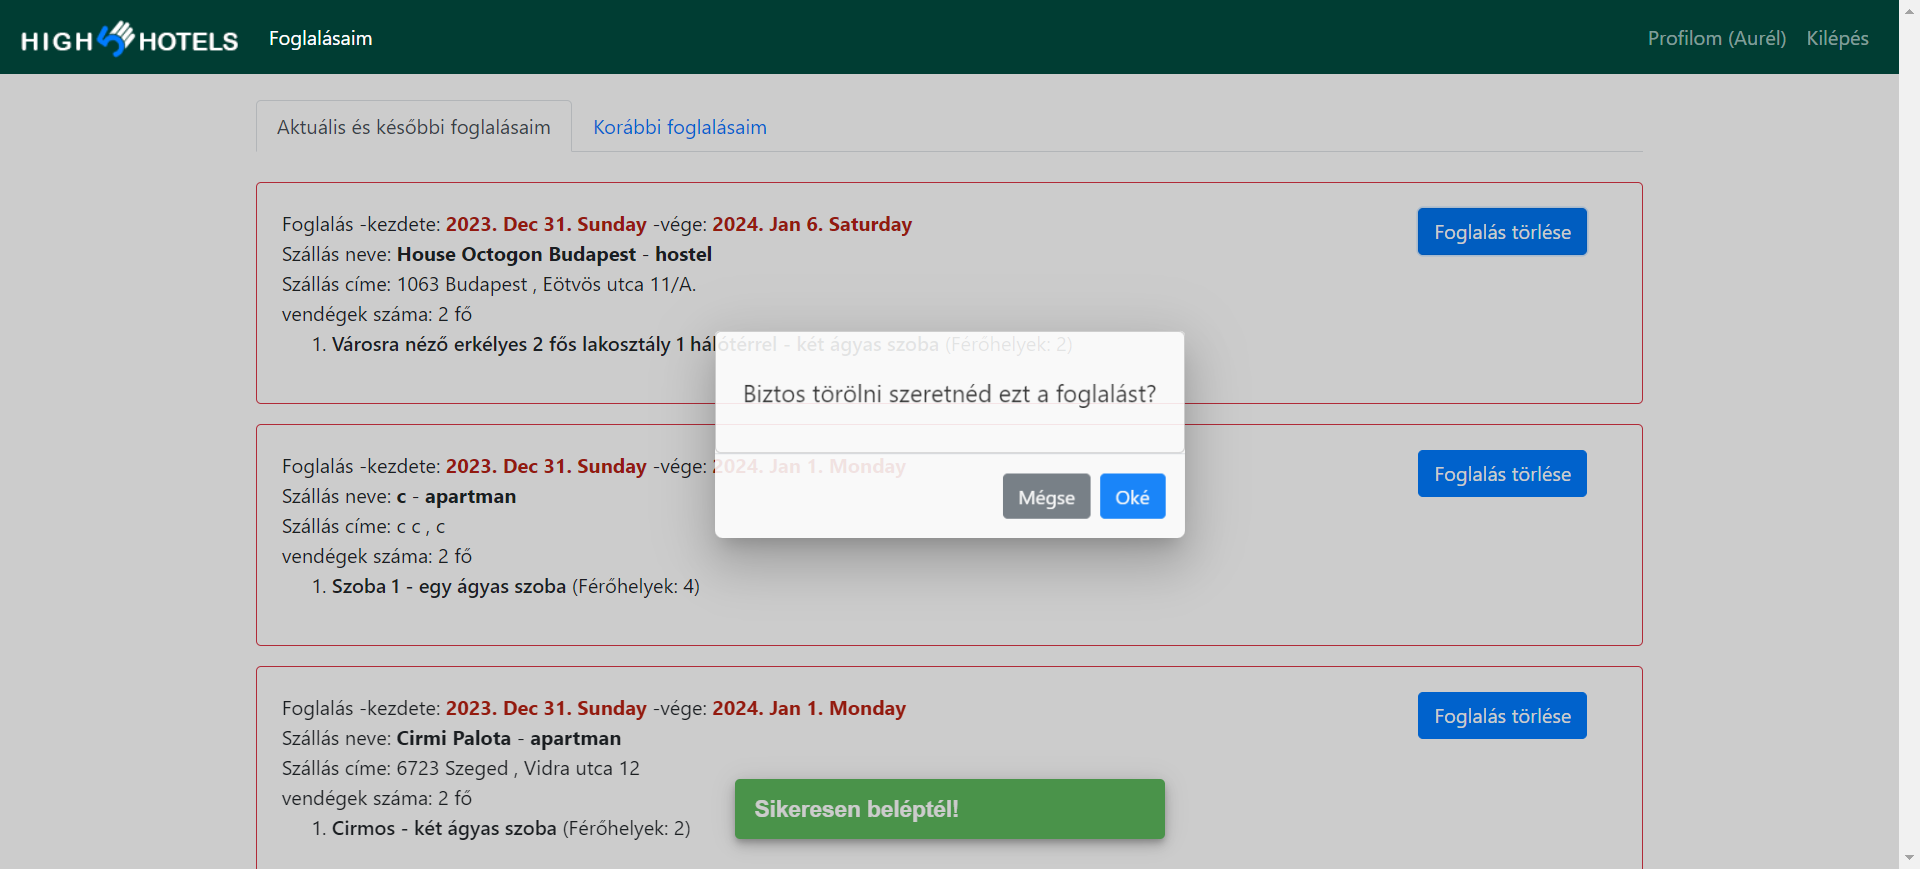 HIGH 5 HOTELS
Foglalásaim
Profilom (Aurél)
Kilépés
Aktuális és későbbi foglalásaim
Korábbi foglalásaim
Foglalás -kezdete: 2023. Dec 31. Sunday -vége: 2024. Jan 6. Saturday
Foglalás törlése
Szállás neve: House Octogon Budapest - hostel
Szállás címe: 1063 Budapest , Eötvös utca 11/A.
vendégek száma: 2 fő
1. Városra néző erkélyes 2 fős lakosztály 1 hálótérrel - két ágyas szoba (Férőhelyek: 2)
Biztos törölni szeretnéd ezt a foglalást?
Mégse
Oké
Foglalás -kezdete: 2023. Dec 31. Sunday -vége: 2024. Jan 1. Monday
Foglalás törlése
Szállás neve: c - apartman
Szállás címe: c c , c
vendégek száma: 2 fő
1. Szoba 1 - egy ágyas szoba (Férőhelyek: 4)
Foglalás -kezdete: 2023. Dec 31. Sunday -vége: 2024. Jan 1. Monday
Foglalás törlése
Szállás neve: Cirmi Palota - apartman
Szállás címe: 6723 Szeged , Vidra utca 12
vendégek száma: 2 fő
1. Cirmos - két ágyas szoba (Férőhelyek: 2)
Sikeresen beléptél!